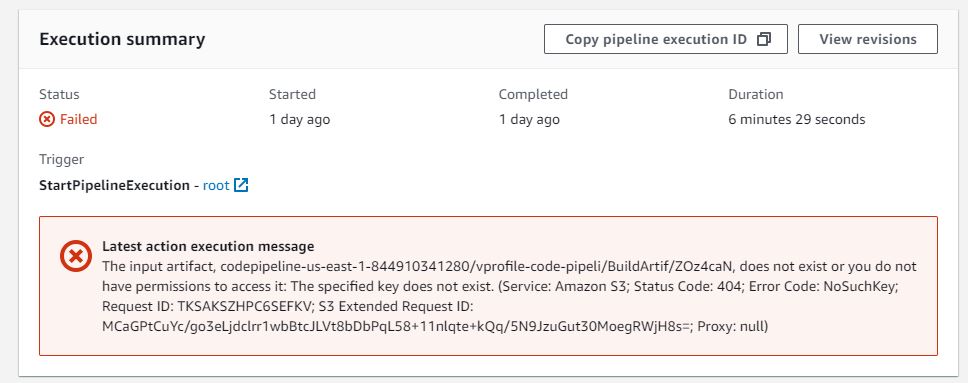 Execution summary
Copy pipeline execution ID
View revisions
Status
Started
Completed
Duration
Failed
1 day ago
1 day ago
6 minutes 29 seconds
Trigger
StartPipelineExecution - root
Latest action execution message
The input artifact, codepipeline-us-east-1-844910341280/vprofile-code-pipeli/BuildArtif/ZOz4caN, does not exist or you do not
have permissions to access it: The specified key does not exist. (Service: Amazon S3; Status Code: 404; Error Code: NoSuchKey;
Request ID: TKSAKSZHPC6SEFKV; S3 Extended Request ID:
MCaGPtCuYc/go3eLjdclrr1wbBtcJLVt8bDbPqL58+11nlqte+kQq/5N9JzuGut30MoegRWjH8s=; Proxy: null)